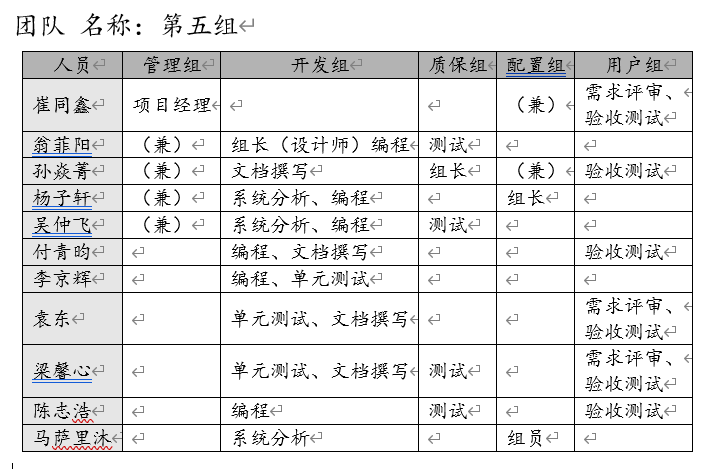 团队 名称：第五组
人员 管理组 开发组 质保组 配置组 用户组
崔同鑫 项目经理 （兼） 需求评审、
验收测试
翁菲阳 （兼） 组长（设计师）编程 测试
孙焱菁 （兼） 文档撰写 组长 （兼） 验收测试
杨子轩 （兼） 系统分析、编程 组长
吴仲飞 （兼） 系统分析、编程 测试
付青昀 编程、文档撰写 验收测试
李京辉 编程、单元测试
袁东 单元测试、文档撰写 需求评审、
验收测试
梁馨心 单元测试、文档撰写 测试 需求评审、
验收测试
陈志浩 编程 测试 验收测试
马萨里沐 系统分析 组员